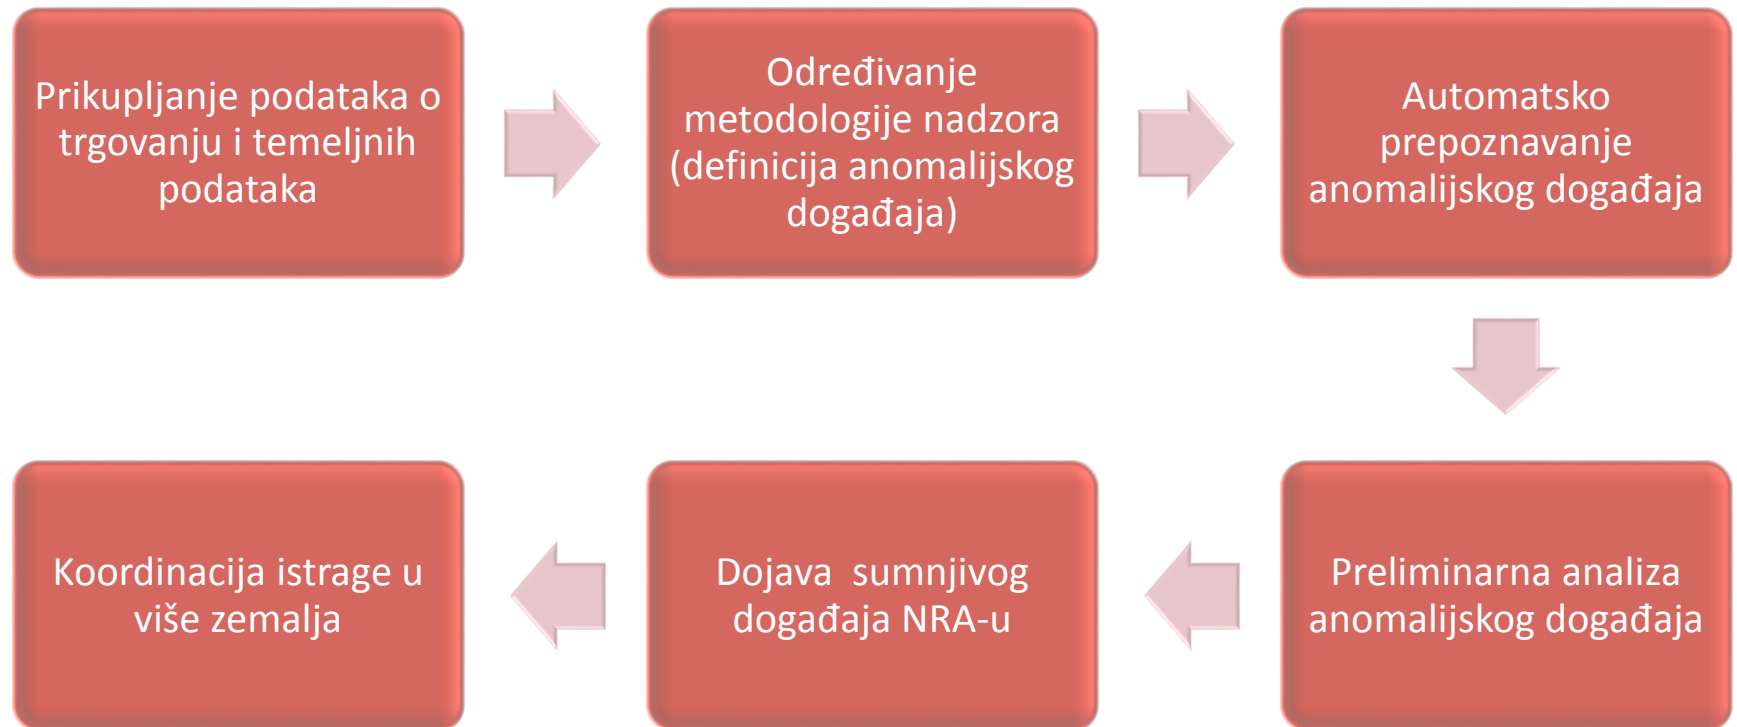 Prikupljanje podataka o
trgovanju i temeljnih
podataka
Određivanje
metodologije nadzora
(definicija anomalijskog
događaja)
Automatsko
prepoznavanje
anomalijskog događaja
Preliminarna analiza
anomalijskog događaja
Dojava  sumnjivog
događaja NRA-u
Koordinacija istrage u
više zemalja